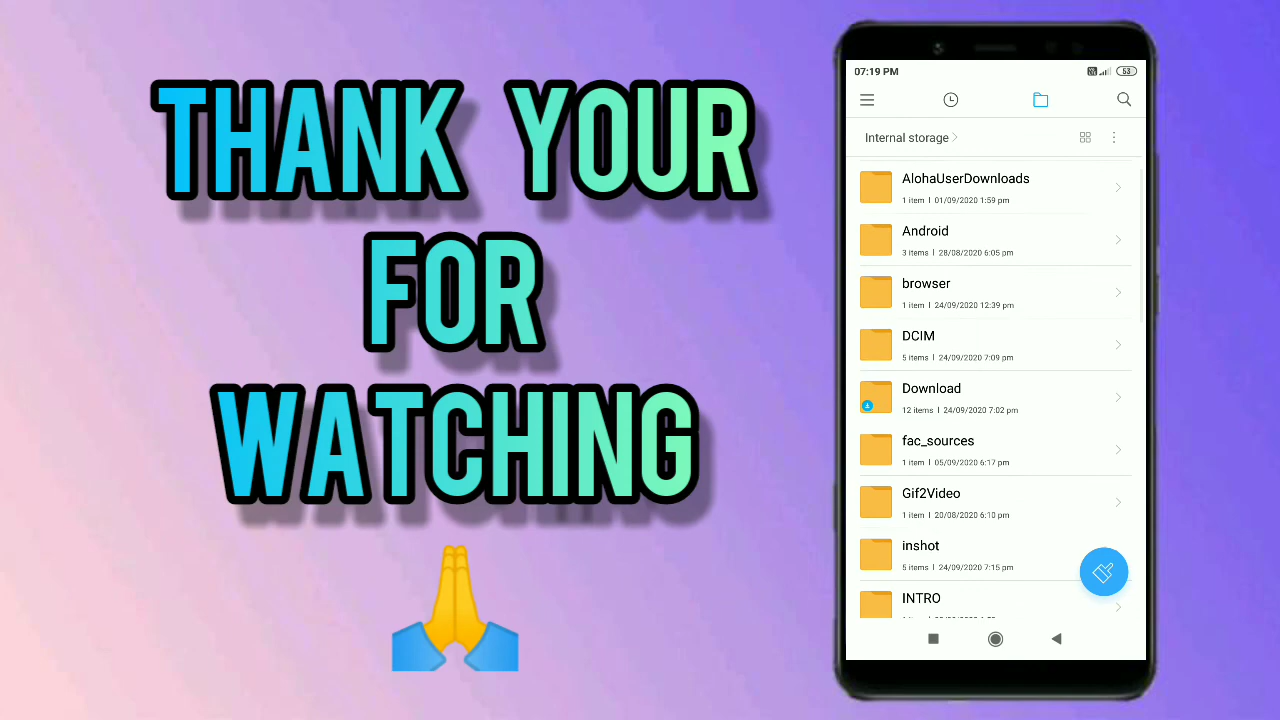 THANK YOUR
FOR
WATCHING
07:19 PM
53
Internal storage
AlohaUserDownloads
1 item | 01/09/2020 1:59 pm
Android
3 items | 28/08/2020 6:05 pm
browser
1 item | 24/09/2020 12:39 pm
DCIM
5 items | 24/09/2020 7:09 pm
Download
12 items | 24/09/2020 7:02 pm
fac_sources
1 item | 05/09/2020 6:17 pm
Gif2Video
1 item | 20/08/2020 6:10 pm
inshot
5 items | 24/09/2020 7:15 pm
INTRO